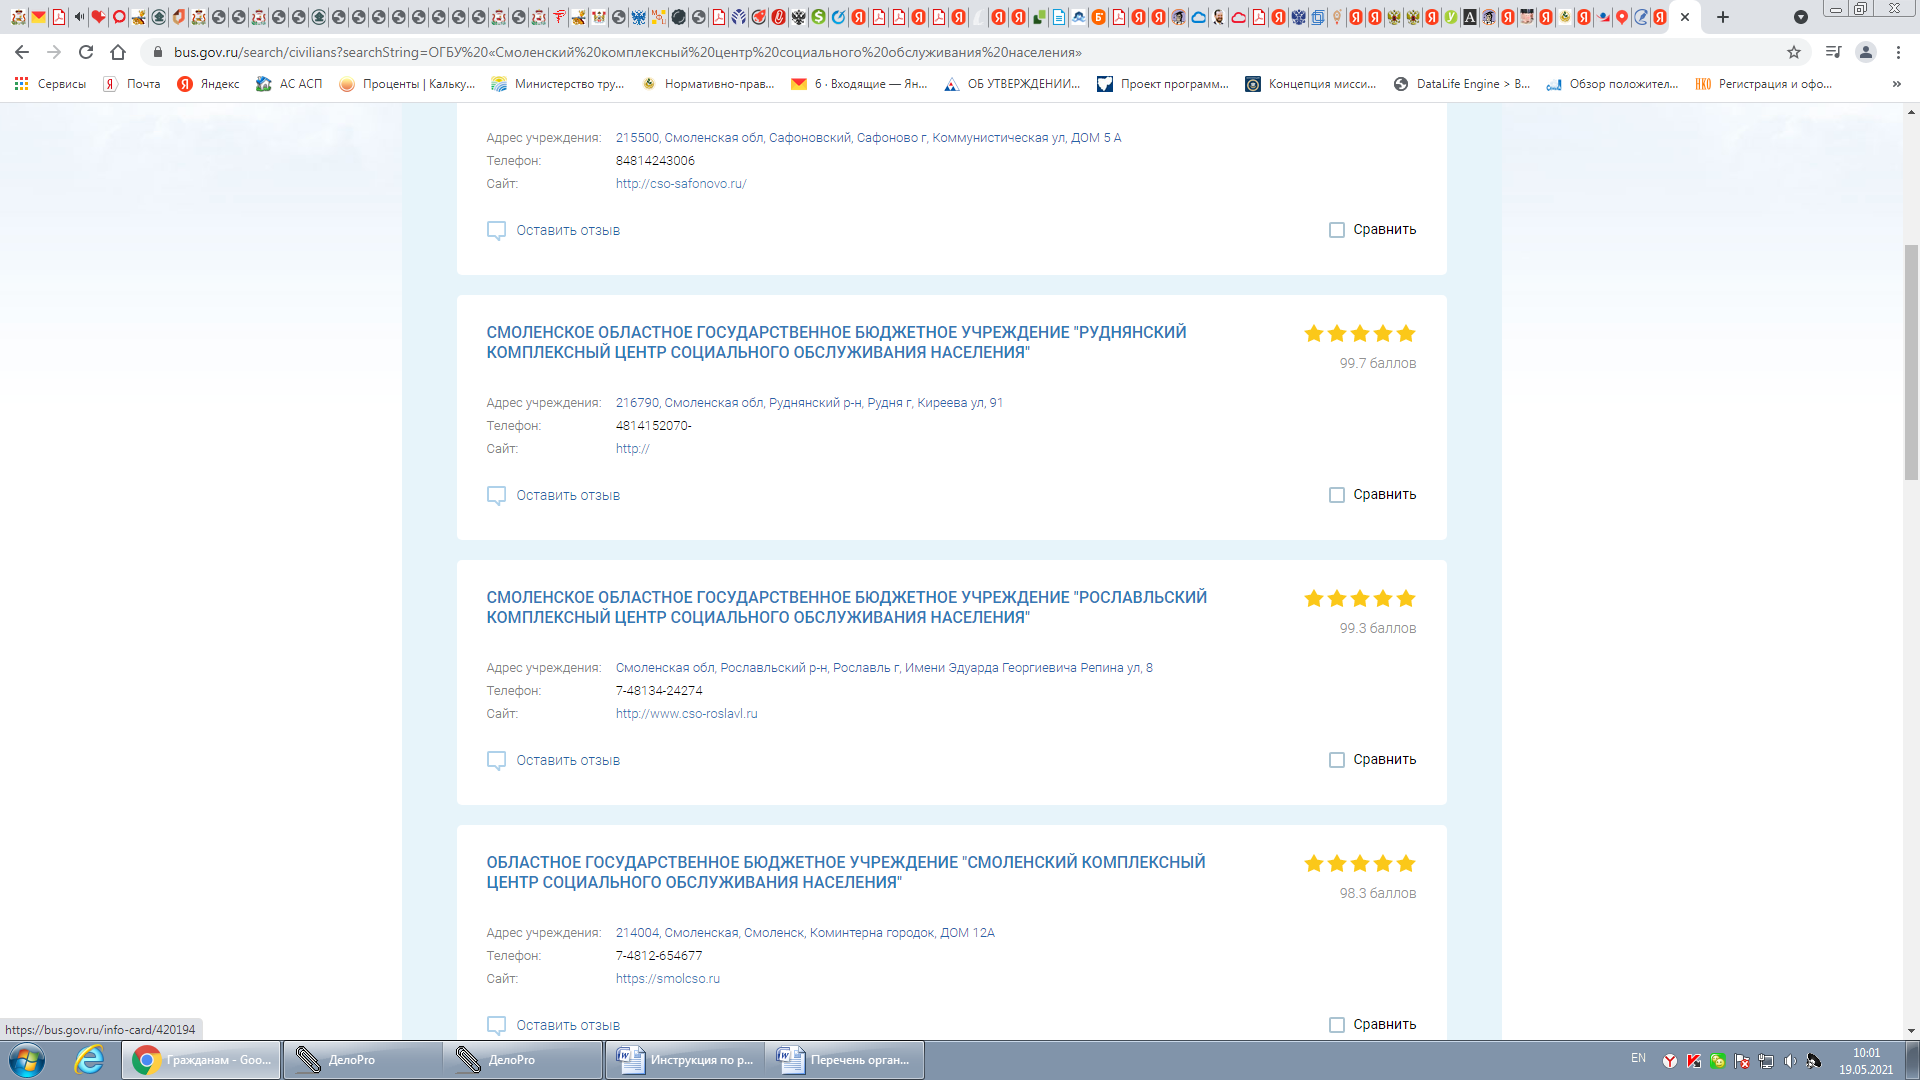 bus.gov.ru/search/civilians?searchString=ОГБУ%20«Смоленский%20комплексный%20центр%20социального%20обслуживания%20населения»
Сервисы Почта Яндекс АС АСП Проценты | Кальку... Министерство тру... Нормативно-прав... 6 · Входящие — Ян... ОБ УТВЕРЖДЕНИИ... Проект программ... Концепция мисси... DataLife Engine > В... Обзор положител... НКО Регистрация и офо... »
Адрес учреждения: 215500, Смоленская обл, Сафоновский, Сафоново г, Коммунистическая ул, ДОМ 5 А
Телефон: 84814243006
Сайт: http://cso-safonovo.ru/
Оставить отзыв Сравнить
СМОЛЕНСКОЕ ОБЛАСТНОЕ ГОСУДАРСТВЕННОЕ БЮДЖЕТНОЕ УЧРЕЖДЕНИЕ "РУДНЯНСКИЙ
КОМПЛЕКСНЫЙ ЦЕНТР СОЦИАЛЬНОГО ОБСЛУЖИВАНИЯ НАСЕЛЕНИЯ"
99.7 баллов
Адрес учреждения: 216790, Смоленская обл, Руднянский р-н, Рудня г, Киреева ул, 91
Телефон: 4814152070-
Сайт: http://
Оставить отзыв Сравнить
СМОЛЕНСКОЕ ОБЛАСТНОЕ ГОСУДАРСТВЕННОЕ БЮДЖЕТНОЕ УЧРЕЖДЕНИЕ "РОСЛАВЛЬСКИЙ
КОМПЛЕКСНЫЙ ЦЕНТР СОЦИАЛЬНОГО ОБСЛУЖИВАНИЯ НАСЕЛЕНИЯ"
99.3 баллов
Адрес учреждения: Смоленская обл, Рославльский р-н, Рославль г, Имени Эдуарда Георгиевича Репина ул, 8
Телефон: 7-48134-24274
Сайт: http://www.cso-roslavl.ru
Оставить отзыв Сравнить
ОБЛАСТНОЕ ГОСУДАРСТВЕННОЕ БЮДЖЕТНОЕ УЧРЕЖДЕНИЕ "СМОЛЕНСКИЙ КОМПЛЕКСНЫЙ
ЦЕНТР СОЦИАЛЬНОГО ОБСЛУЖИВАНИЯ НАСЕЛЕНИЯ"
98.3 баллов
Адрес учреждения: 214004, Смоленская, Смоленск, Коминтерна городок, ДОМ 12А
Телефон: 7-4812-654677
Сайт: https://smolcso.ru
Оставить отзыв Сравнить
https://bus.gov.ru/info-card/420194
Гражданам - Goo... ДелоPro ДелоPro Инструкция по р... Перечень орган... EN 10:01
19.05.2021